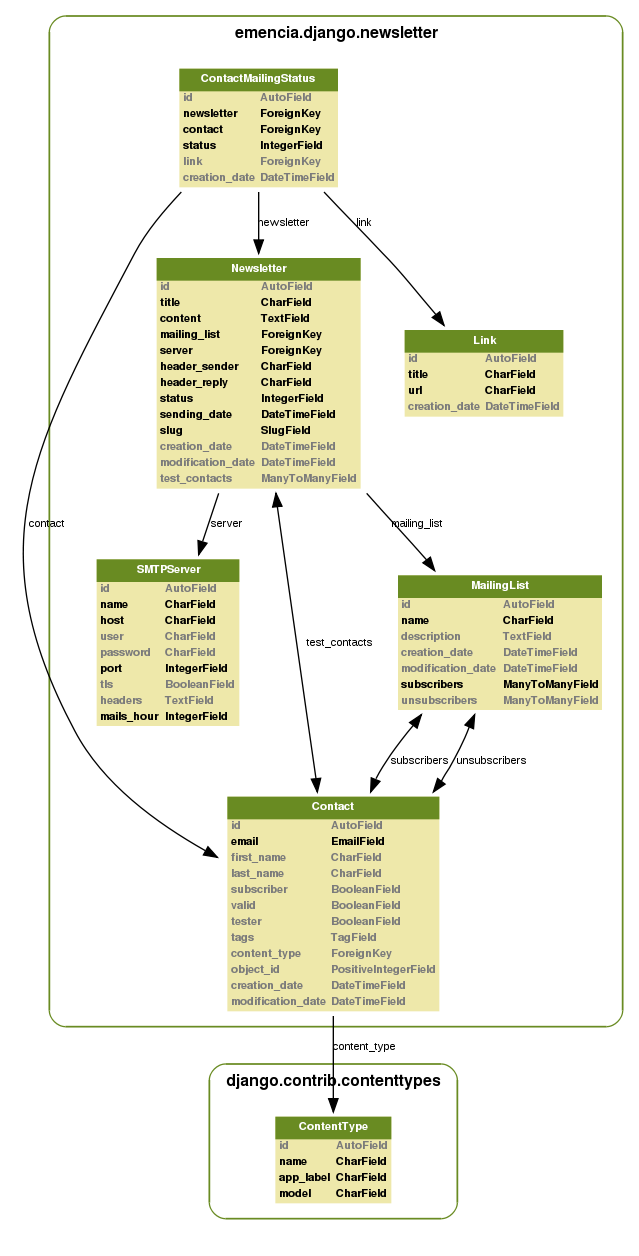 emencia.django.newsletter
ContactMailingStatus
id AutoField
newsletter ForeignKey
contact ForeignKey
status IntegerField
link ForeignKey
creation_date DateTimeField
newsletter
link
Newsletter
id AutoField
title CharField
content TextField
mailing_list ForeignKey
server ForeignKey
header_sender CharField
header_reply CharField
status IntegerField
sending_date DateTimeField
slug SlugField
creation_date DateTimeField
modification_date DateTimeField
test_contacts ManyToManyField
Link
id AutoField
title CharField
url CharField
creation_date DateTimeField
contact
server
mailing_list
SMTPServer
id AutoField
name CharField
host CharField
user CharField
password CharField
port IntegerField
tls BooleanField
headers TextField
mails_hour IntegerField
test_contacts
MailingList
id AutoField
name CharField
description TextField
creation_date DateTimeField
modification_date DateTimeField
subscribers ManyToManyField
unsubscribers ManyToManyField
subscribers
unsubscribers
Contact
id AutoField
email EmailField
first_name CharField
last_name CharField
subscriber BooleanField
valid BooleanField
tester BooleanField
tags TagField
content_type ForeignKey
object_id PositiveIntegerField
creation_date DateTimeField
modification_date DateTimeField
content_type
django.contrib.contenttypes
ContentType
id AutoField
name CharField
app_label CharField
model CharField